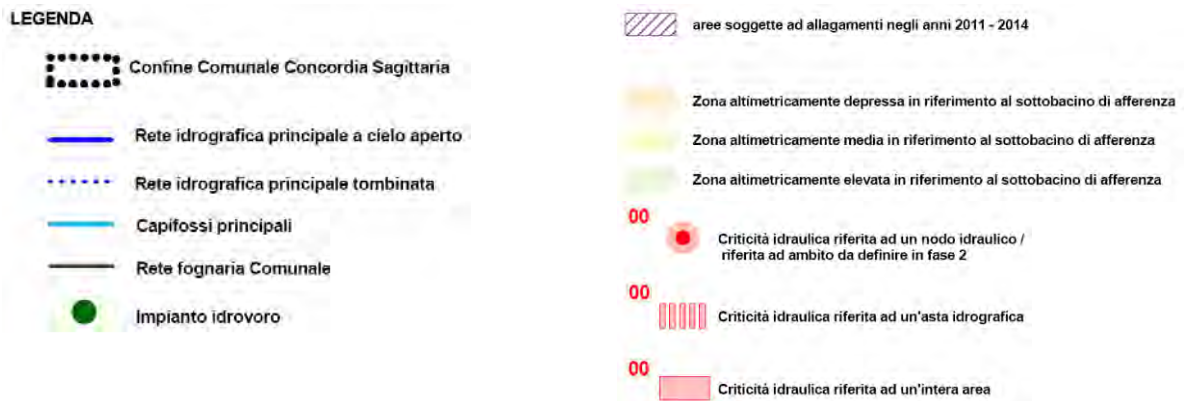 LEGENDA
Confine Comunale Concordia Sagittaria
Rete idrografica principale a cielo aperto
Rete idrografica principale tombinata
Capifossi principali
Rete fognaria Comunale
Impianto idrovoro
aree soggette ad allagamenti negli anni 2011 - 2014
Zona altimetricamente depressa in riferimento al sottobacino di afferenza
Zona altimetricamente media in riferimento al sottobacino di afferenza
Zona altimetricamente elevata in riferimento al sottobacino di afferenza
00
Criticità idraulica riferita ad un nodo idraulico /
riferita ad ambito da definire in fase 2
00
Criticità idraulica riferita ad un'asta idrografica
00
Criticità idraulica riferita ad un'intera area